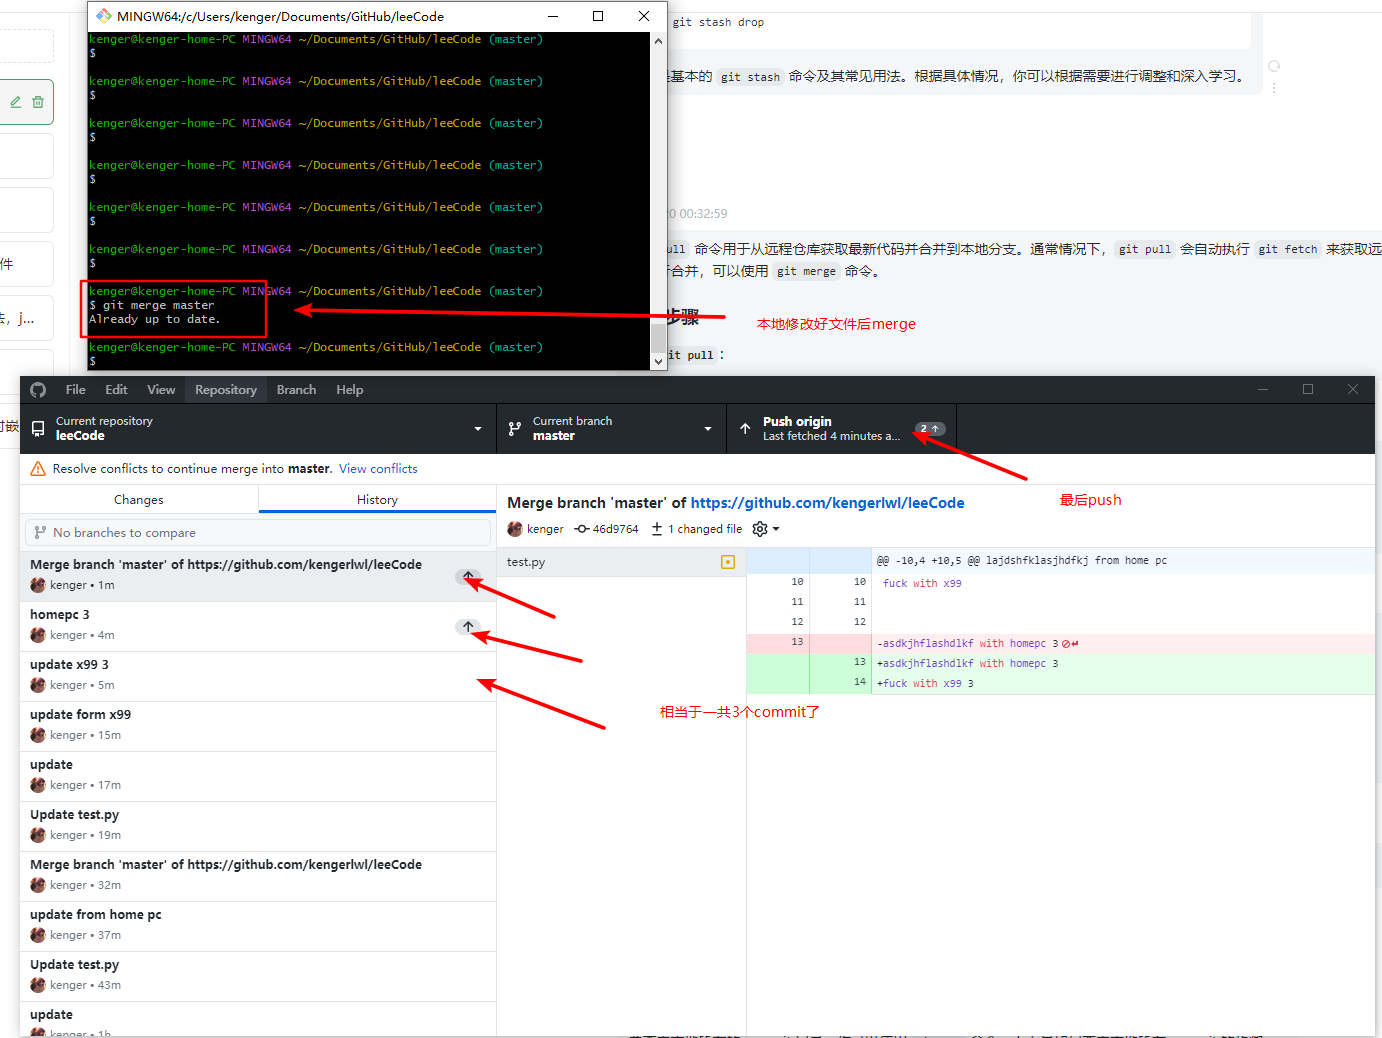 MINGW64:/c/Users/kenger/Documents/GitHub/leeCode
kenger@kenger-home-PC MINGW64 ~/Documents/GitHub/leeCode (master)
$
kenger@kenger-home-PC MINGW64 ~/Documents/GitHub/leeCode (master)
$
kenger@kenger-home-PC MINGW64 ~/Documents/GitHub/leeCode (master)
$
kenger@kenger-home-PC MINGW64 ~/Documents/GitHub/leeCode (master)
$
kenger@kenger-home-PC MINGW64 ~/Documents/GitHub/leeCode (master)
$
kenger@kenger-home-PC MINGW64 ~/Documents/GitHub/leeCode (master)
$
kenger@kenger-home-PC MINGW64 ~/Documents/GitHub/leeCode (master)
$ git merge master
Already up to date.
kenger@kenger-home-PC MINGW64 ~/Documents/GitHub/leeCode (master)
$
git stash drop
基本的 git stash 命令及其常见用法。根据具体情况，你可以根据需要进行调整和深入学习。
00:32:59
命令用于从远程仓库获取最新代码并合并到本地分支。通常情况下， git pull 会自动执行 git fetch 来获取远
合并，可以使用 git merge 命令。
步骤
本地修改好文件后merge
it pull：
件
法，j...
File Edit View Repository Branch Help
Current repository
leeCode
Current branch
master
Push origin
Last fetched 4 minutes a...
2
Resolve conflicts to continue merge into master. View conflicts
最后push
Changes
History
No branches to compare
Merge branch 'master' of https://github.com/kengerlwl/leeCode
kenger • 1m
homepc 3
kenger • 4m
update x99 3
kenger • 5m
update form x99
kenger • 15m
update
kenger • 17m
Update test.py
kenger • 19m
Merge branch 'master' of https://github.com/kengerlwl/leeCode
kenger • 32m
update from home pc
kenger • 37m
Update test.py
kenger • 43m
update
kenger • 1h
Merge branch 'master' of https://github.com/kengerlwl/leeCode
kenger 46d9764 1 changed file
test.py
@@ -10,4 +10,5 @@ lajdshfklasjhdfkj from home pc
10 10 fuck with x99
11 11
12 12
13 -asdkjhflashdlkf with homepc 3
13 +asdkjhflashdlkf with homepc 3
14 +fuck with x99 3
相当于一共3个commit了